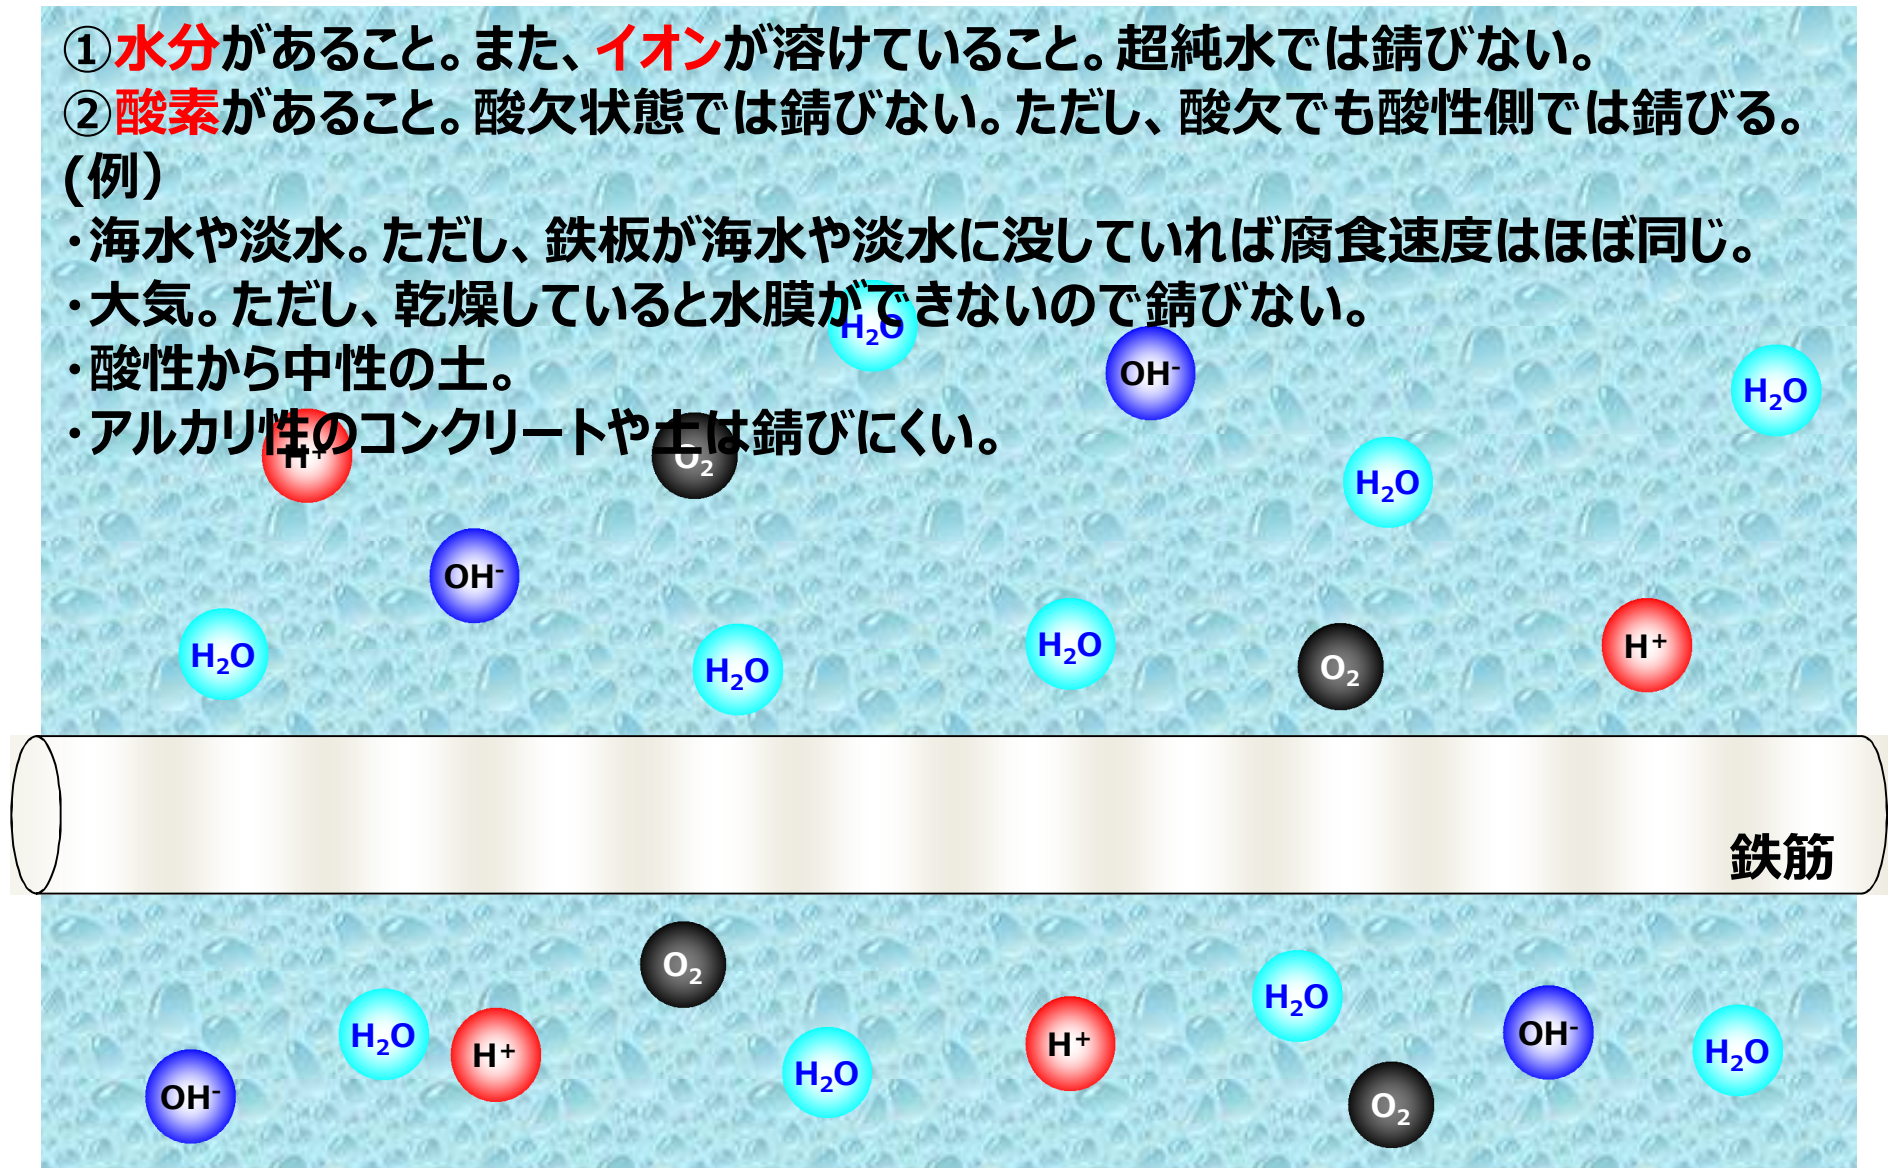 ①水分があること。また、イオンが溶けていること。超純水では錆びない。
②酸素があること。酸欠状態では錆びない。ただし、酸欠でも酸性側では錆びる。
(例）
・海水や淡水。ただし、鉄板が海水や淡水に没していれば腐食速度はほぼ同じ。
・大気。ただし、乾燥していると水膜ができないので錆びない。
・酸性から中性の土。
・アルカリ性のコンクリートや土は錆びにくい。
H₂O
OH⁻
H₂O
H⁺
O₂
H₂O
OH⁻
H₂O
H₂O
H₂O
O₂
H⁺
鉄筋
O₂
H₂O
H₂O
H⁺
H₂O
H⁺
OH⁻
H₂O
OH⁻
O₂